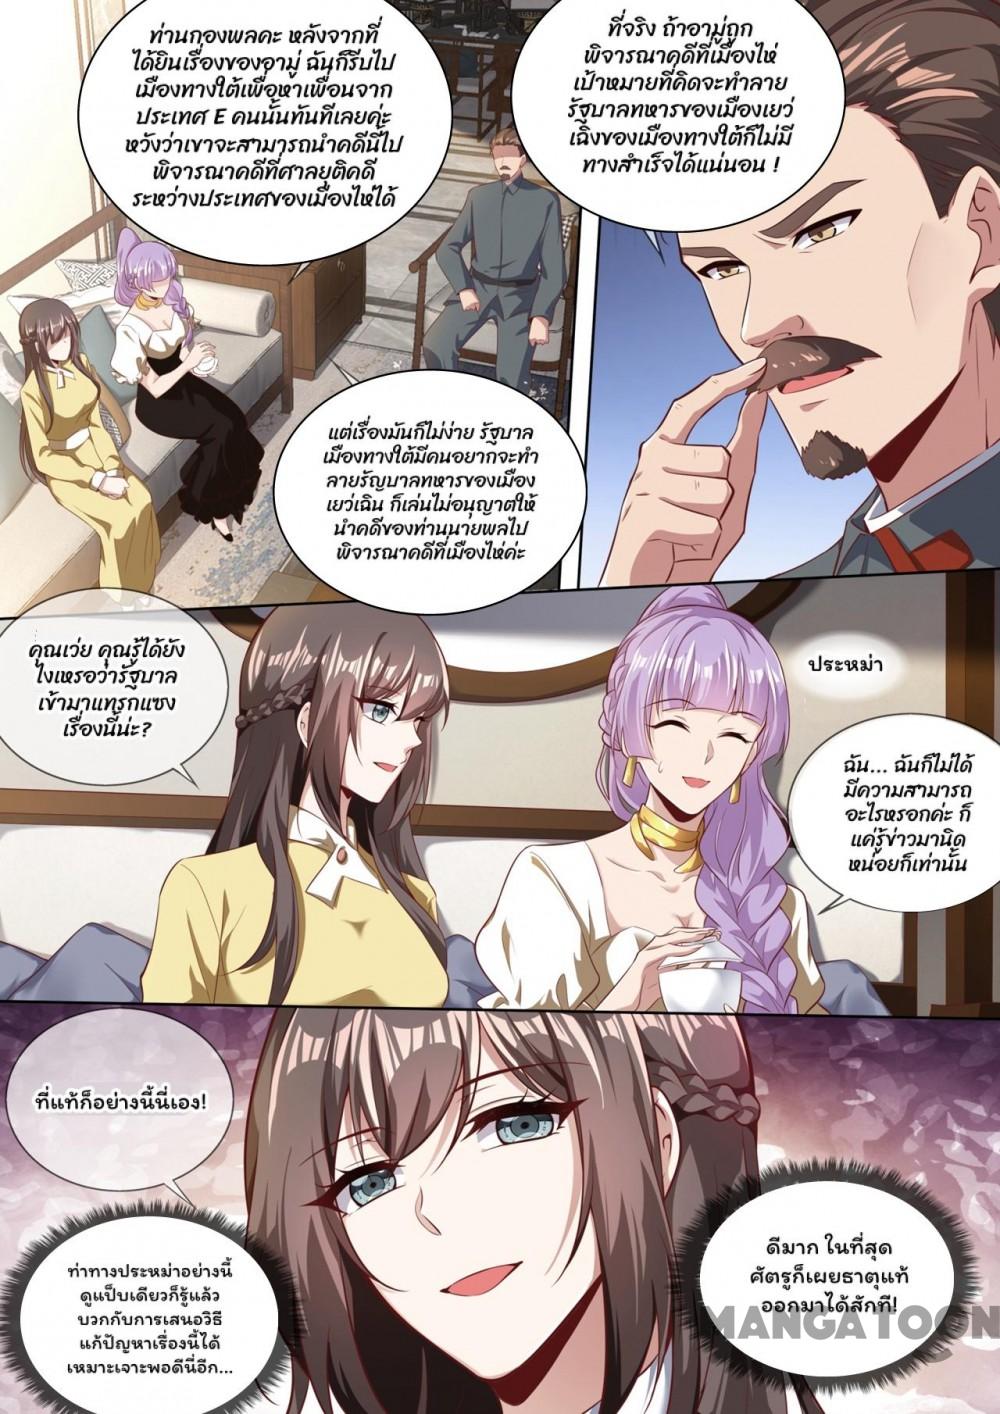 ท่านกองพลคะ หลังจากที่
ได้ยินเรื่องของอามู่ ฉันก็รีบไป
เมืองทางใต้เพื่อหาเพื่อนจาก
ประเทศ E คนนั้นทันทีเลยค่ะ
หวังว่าเขาจะสามารถนำคดีนี้ไป
พิจารณาคดีที่ศาลยุติคดี
ระหว่างประเทศของเมืองไห่ได้
ที่จริง ถ้าอามู่ถูก
พิจารณาคดีที่เมืองไห่
เป้าหมายที่คิดจะทำลาย
รัฐบาลทหารของเมืองเยว่
เฉิงของเมืองทางใต้ก็ไม่มี
ทางสำเร็จได้แน่นอน !
แต่เรื่องมันก็ไม่ง่าย รัฐบาล
เมืองทางใต้มีคนอยากจะทำ
ลายรัญบาลทหารของเมือง
เยว่เฉิน ก็เล่นไม่อนุญาตให้
นำคดีของท่านนายพลไป
พิจารณาคดีที่เมืองไห่ค่ะ
คุณเว่ย คุณรู้ได้ยัง
ไงเหรอว่ารัฐบาล
เข้ามาแทรกแซง
เรื่องนี้น่ะ?
ประหม่า
ฉัน... ฉันก็ไม่ได้
มีความสามารถ
อะไรหรอกค่ะ ก็
แค่รู้ข่าวมานิด
หน่อยก็เท่านั้น
ที่แท้ก็อย่างนี้นี่เอง!
ท่าทางประหม่าอย่างนี้
ดูแป็บเดียวก็รู้แล้ว
บวกกับการเสนอวิธี
แก้ปัญหาเรื่องนี้ได้
เหมาะเจาะพอดีนี่อีก...
ดีมาก ในที่สุด
ศัตรูก็เผยธาตุแท้
ออกมาได้สักที!
MANGATOON